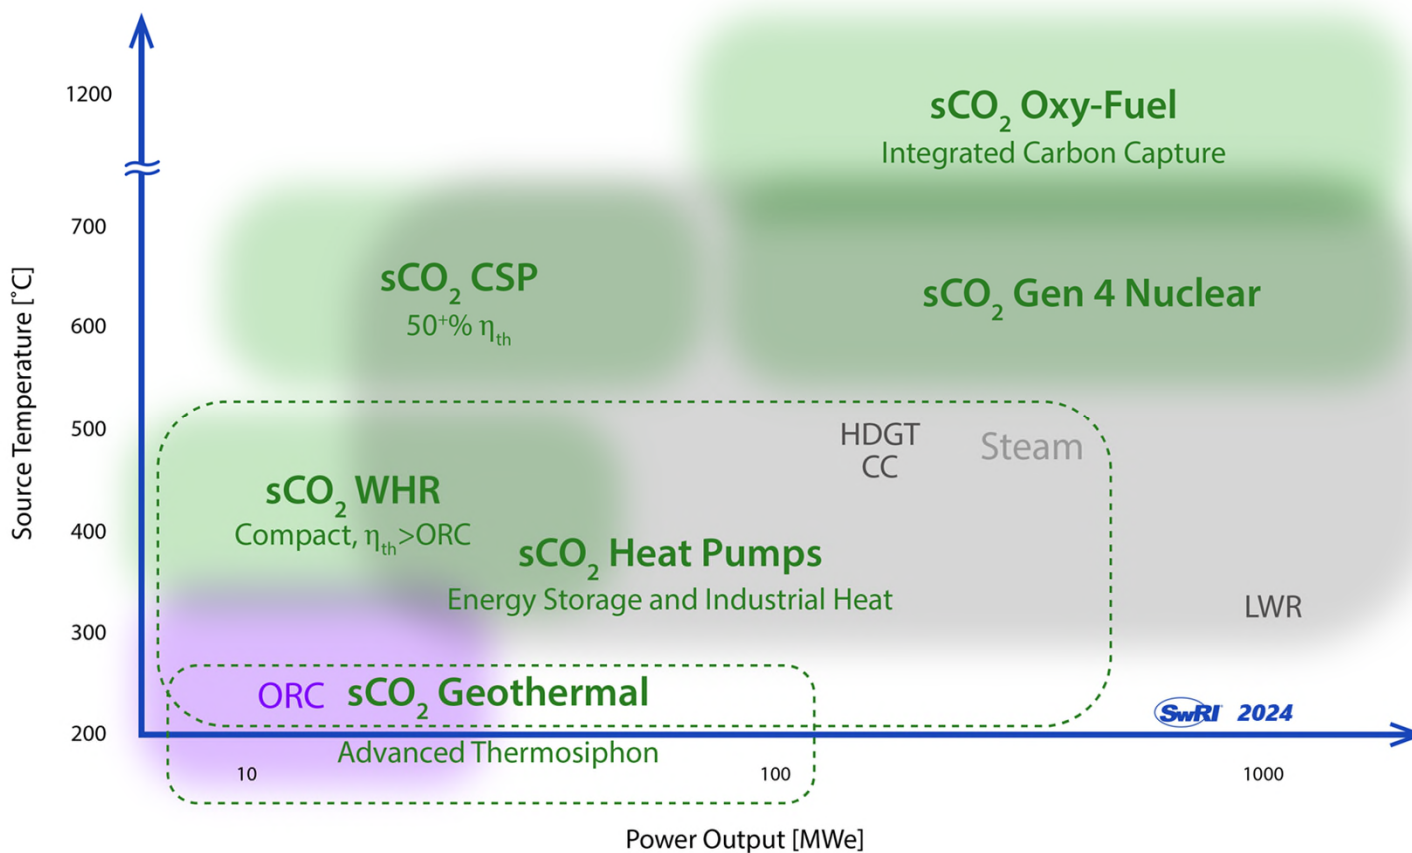 1200
700
600
500
400
300
200
Source Temperature [˚C]
sCO₂ Oxy-Fuel
Integrated Carbon Capture
sCO₂ CSP
50⁺% ηth
sCO₂ Gen 4 Nuclear
HDGT
CC
Steam
sCO₂ WHR
Compact, ηth>ORC
sCO₂ Heat Pumps
Energy Storage and Industrial Heat
LWR
ORC
sCO₂ Geothermal
Advanced Thermosiphon
SwRI 2024
10
100
1000
Power Output [MWe]